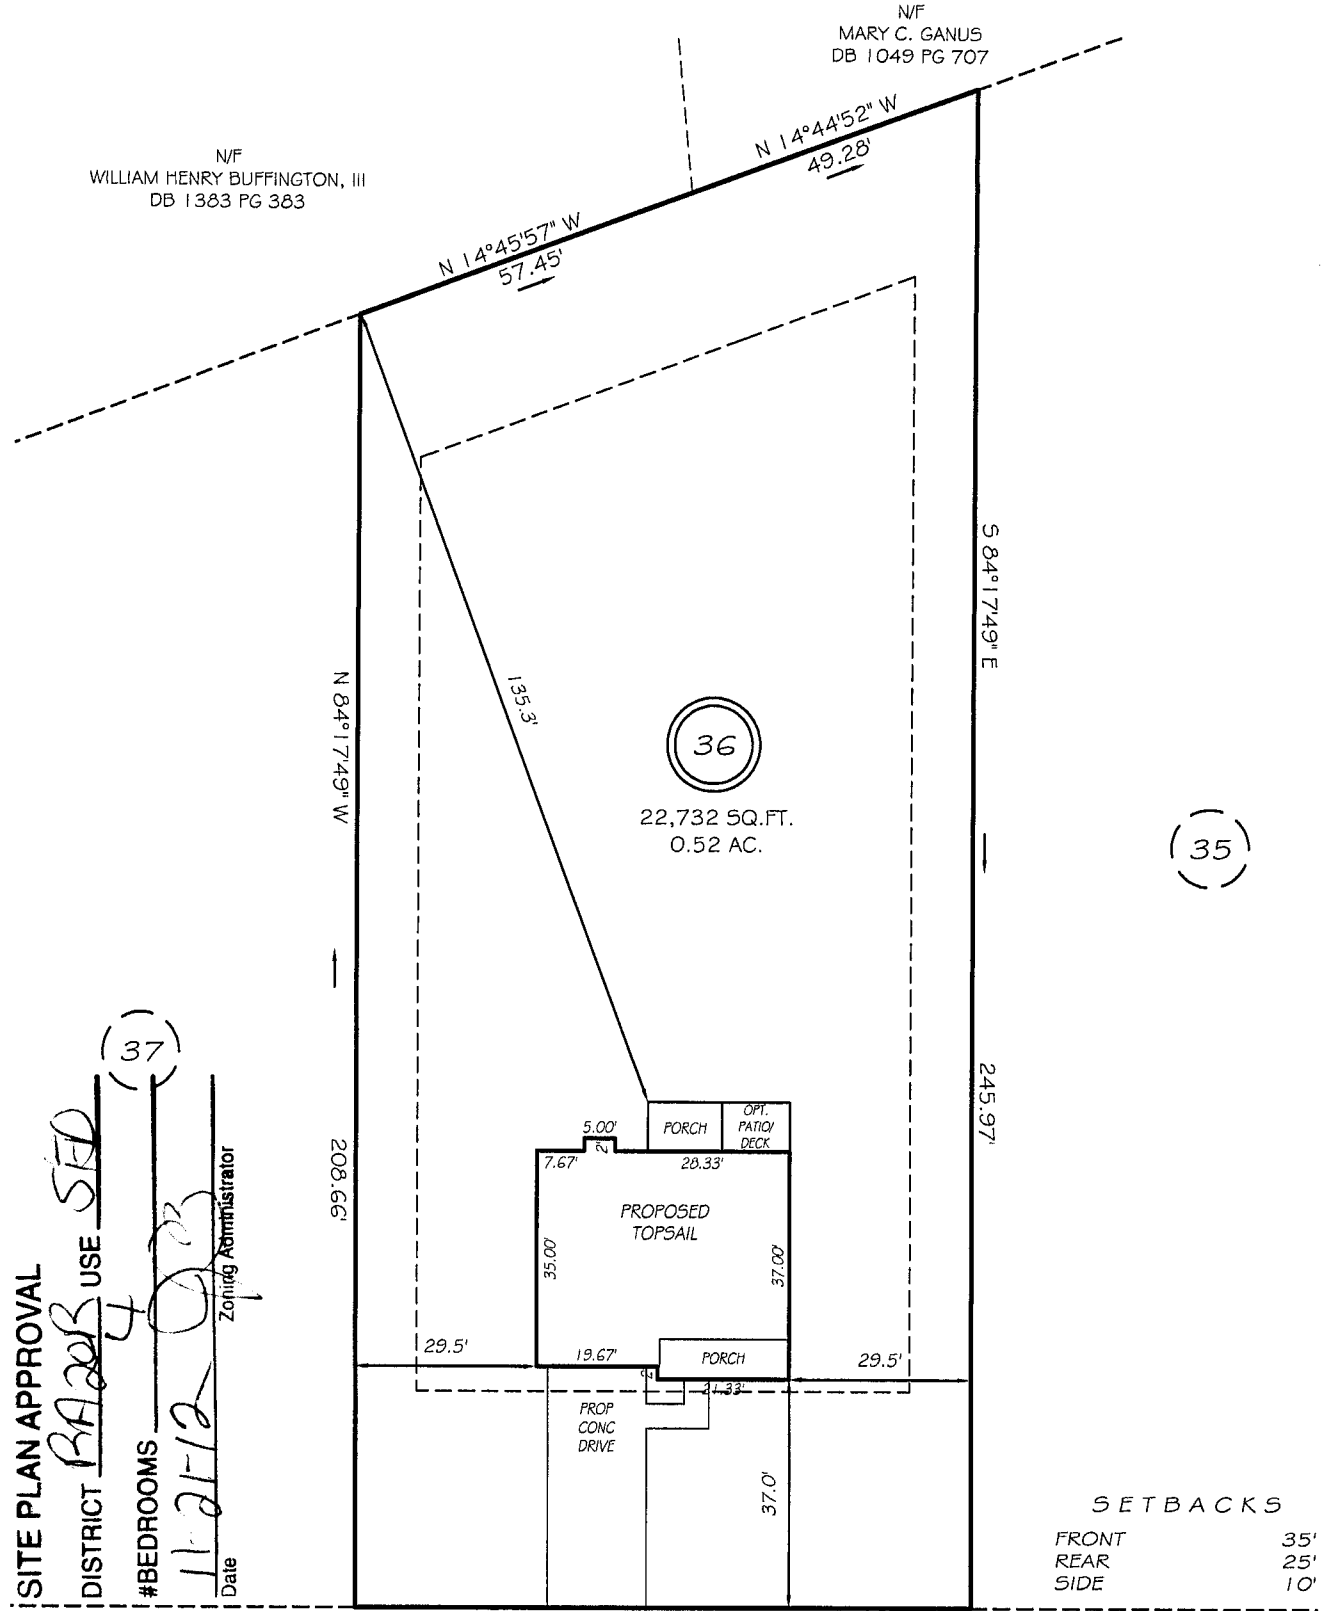 N/F
MARY C. GANUS
DB 1049 PG 707
N 14°44'52" W
49.28'
N/F
WILLIAM HENRY BUFFINGTON, III
DB 1383 PG 383
N 14°45'57" W
57.45'
S 84°17'49" E
245.97'
N 84°17'49" W
208.66'
135.3'
36
22,732 SQ.FT.
0.52 AC.
35
37
PORCH
OPT.
PATIO/
DECK
5.00'
2'
7.67'
28.33'
PROPOSED
TOPSAIL
35.00'
37.00'
29.5'
19.67'
PORCH
29.5'
2'
21.33'
PROP
CONC
DRIVE
37.0'
SITE PLAN APPROVAL
DISTRICT RA20R USE SFD
#BEDROOMS 4
11-21-12
Date
Zoning Administrator
SETBACKS
FRONT 35'
REAR 25'
SIDE 10'